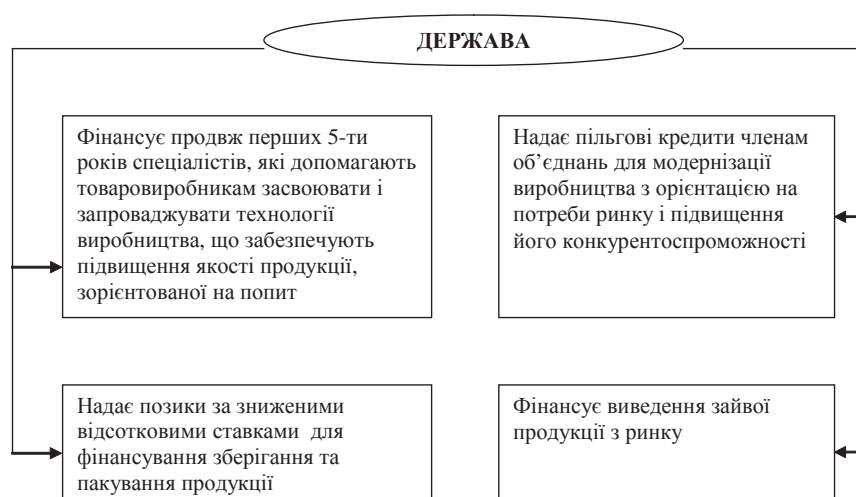 ДЕРЖАВА
Фінансує продвж перших 5-ти
років спеціалістів, які допомагають
товаровиробникам засвоювати і
запроваджувати технології
виробництва, що забезпечують
підвищення якості продукції,
зорієнтованої на попит
Надає пільгові кредити членам
об’єднань для модернізації
виробництва з орієнтацією на
потреби ринку і підвищення
його конкурентоспроможності
Надає позики за зниженими
відсотковими ставками для
фінансування зберігання та
пакування продукції
Фінансує виведення зайвої
продукції з ринку